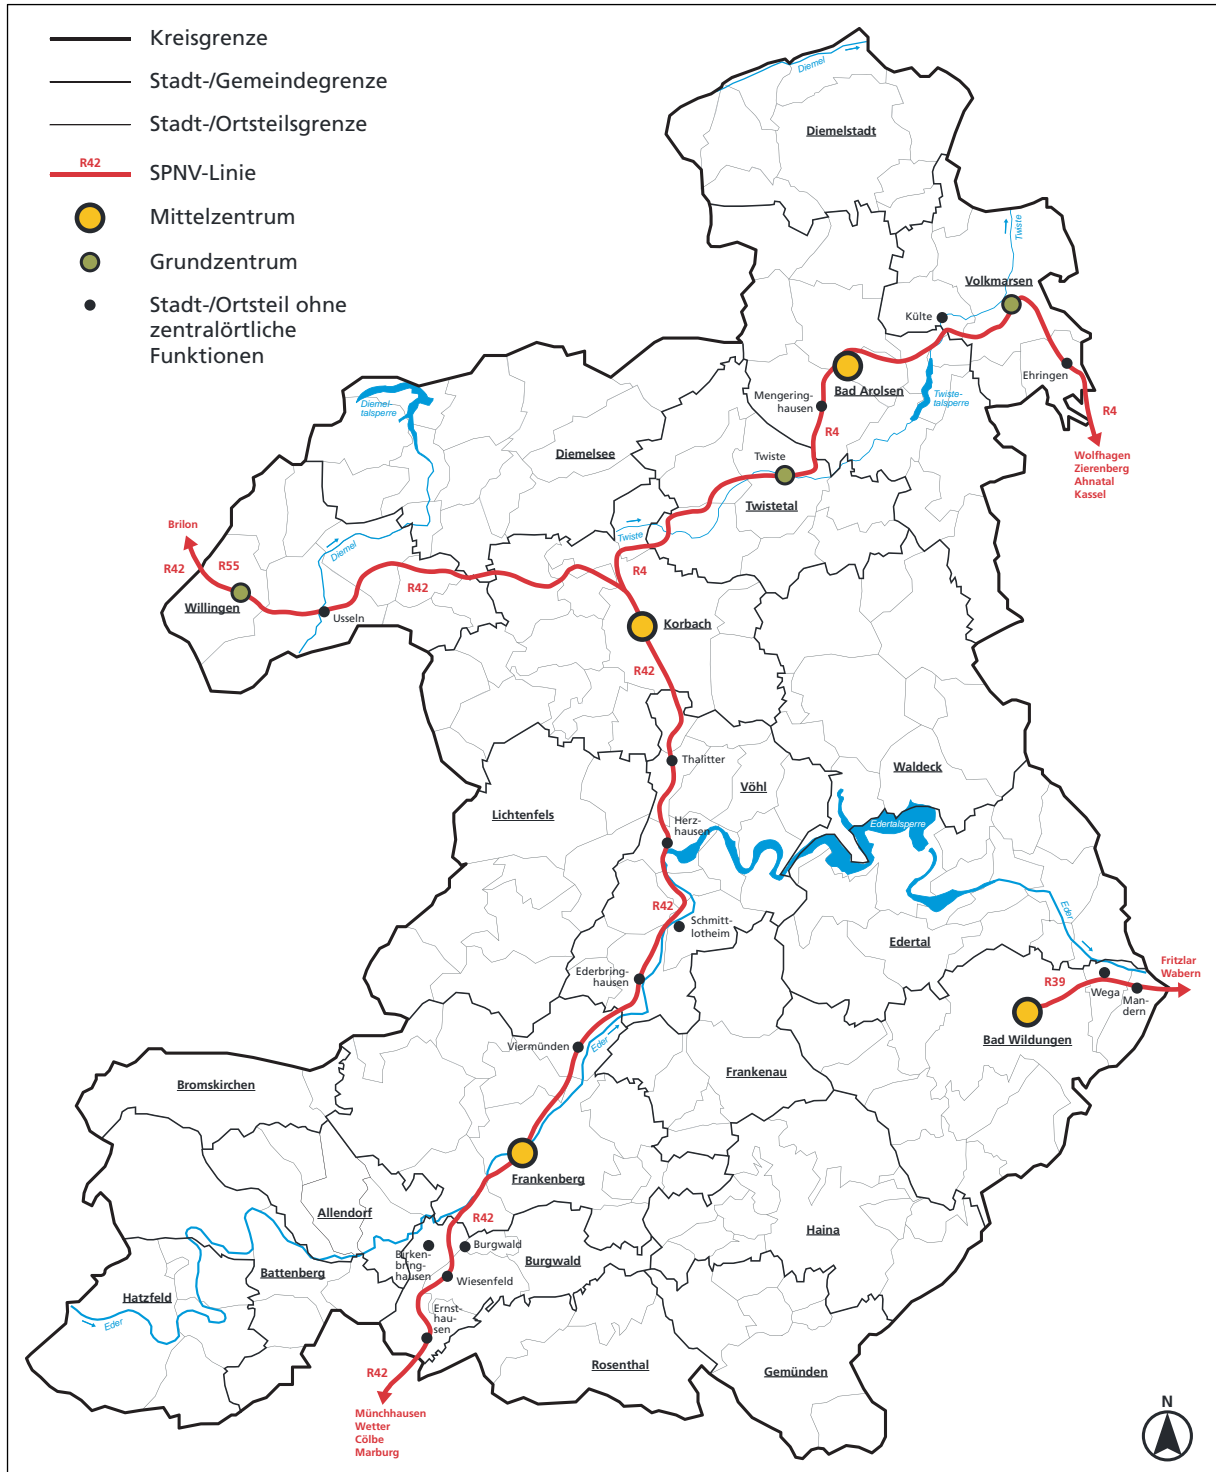 Kreisgrenze
Stadt-/Gemeindegrenze
Stadt-/Ortsteilsgrenze
R42
SPNV-Linie
Mittelzentrum
Grundzentrum
Stadt-/Ortsteil ohne
zentralörtliche
Funktionen
Diemel
Diemelstadt
Twiste
Volkmarsen
Külte
Ehringen
Bad Arolsen
Twiste-
talsperre
Mengering-
hausen
R4
R4
Wolfhagen
Zierenberg
Ahnatal
Kassel
Diemel-
talsperre
Diemelsee
Twiste
Twistetal
Twiste
Brilon
R42
R55
Diemel
R42
R4
Willingen
Usseln
Korbach
R42
Thalitter
Waldeck
Vöhl
Lichtenfels
Herz-
hausen
Edertalsperre
R42
Schmitt-
lotheim
Eder
Edertal
Ederbring-
hausen
Fritzlar
Wabern
R39
Wega
Man-
dern
Bad Wildungen
Viermünden
Eder
Frankenau
Bromskirchen
Frankenberg
Allendorf
R42
Haina
Burgwald
Birken-
bring-
hausen
Burgwald
Battenberg
Wiesenfeld
Hatzfeld
Eder
Ernst-
hau-
sen
Rosenthal
Gemünden
R42
Münchhausen
Wetter
Cölbe
Marburg
N